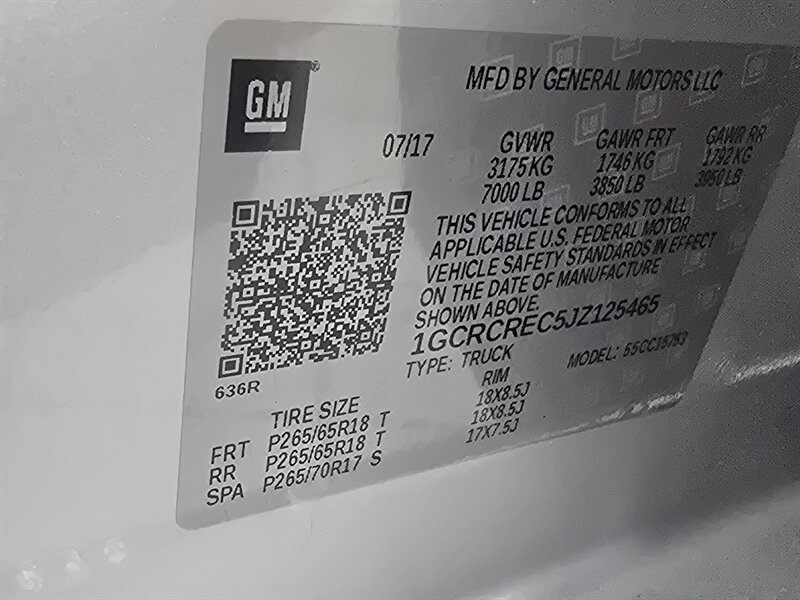 GM
MFD BY GENERAL MOTORS LLC
07/17 GVWR GAWR FRT GAWR RR
3175 KG 1746 KG 1792 KG
7000 LB 3850 LB 3950 LB
THIS VEHICLE CONFORMS TO ALL
APPLICABLE U.S. FEDERAL MOTOR
VEHICLE SAFETY STANDARDS IN EFFECT
ON THE DATE OF MANUFACTURE
SHOWN ABOVE.
1GCRCREC5JZ125465
TYPE: TRUCK MODEL:
636R
TIRE SIZE RIM
FRT P265/65R18 T 18X8.5J
RR P265/65R18 T 18X8.5J
SPA P265/70R17 S 17X7.5J